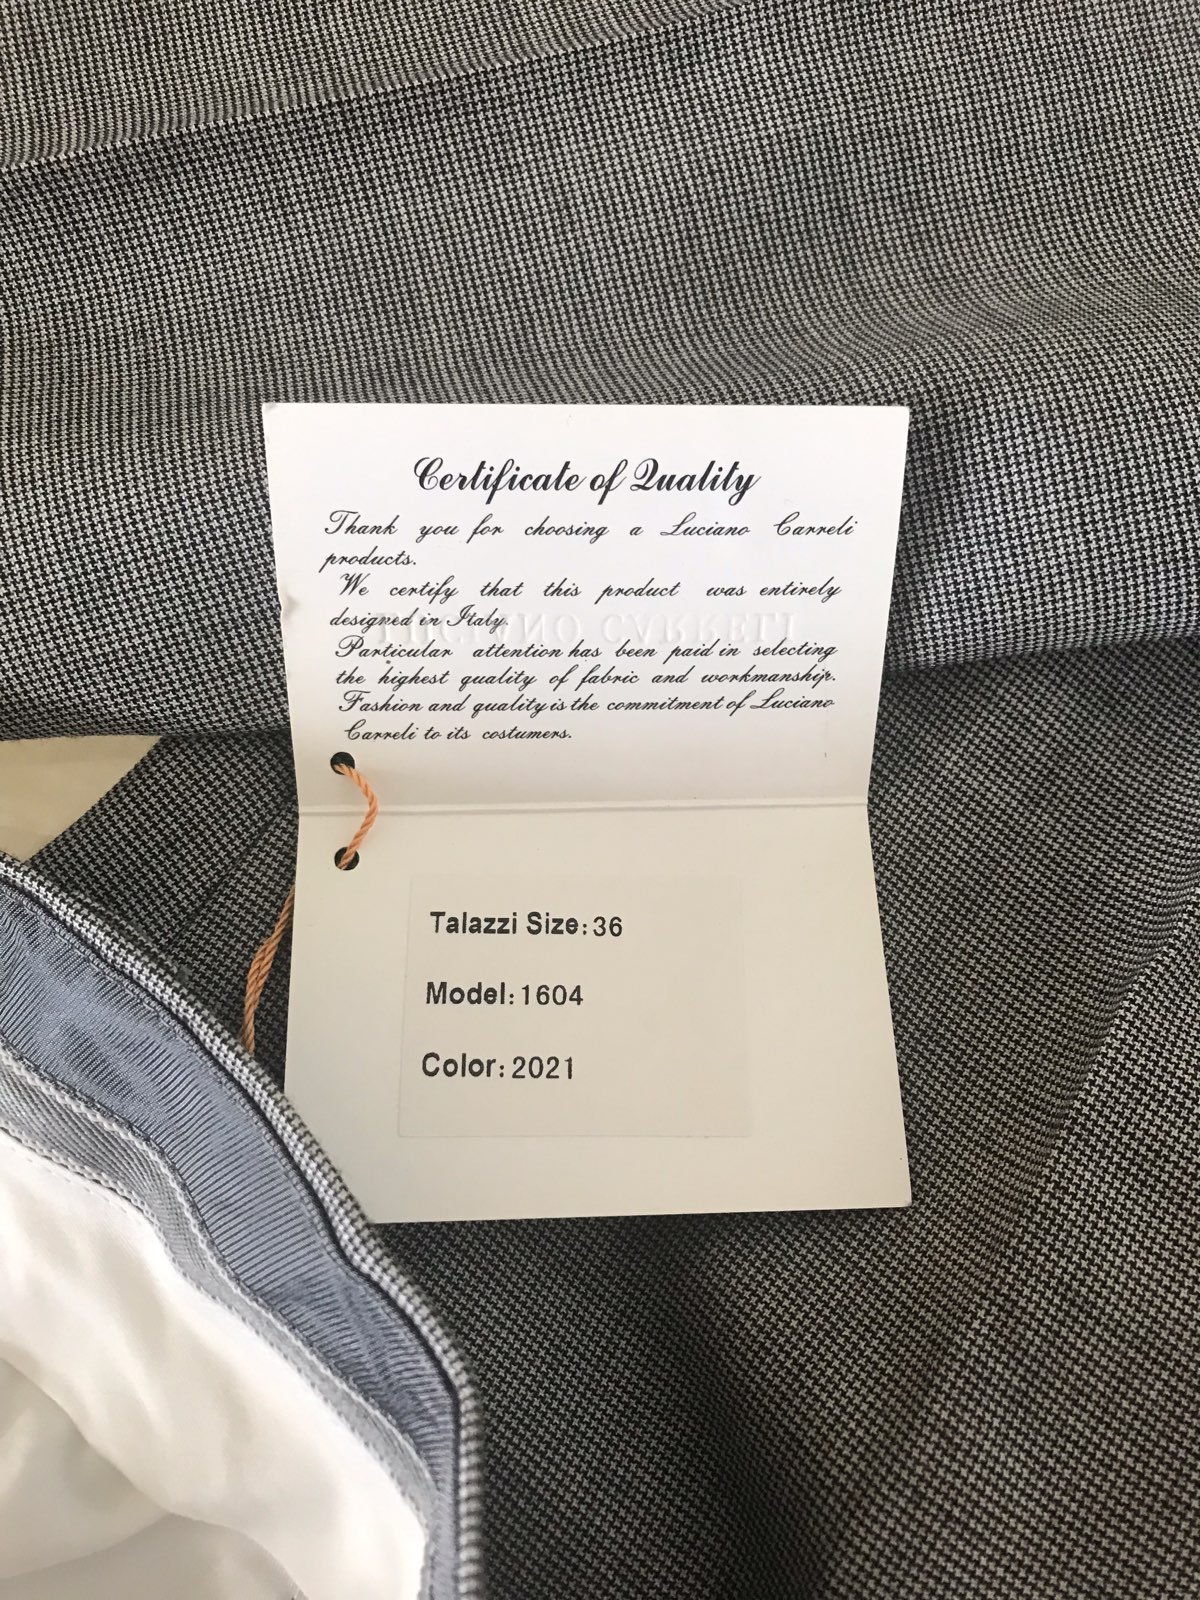 Certificate of Quality
Thank you for choosing a Luciano Carreli
products.
We certify that this product was entirely
designed in Italy.
LUCIANO CARRELI
Particular attention has been paid in selecting
the highest quality of fabric and workmanship.
Fashion and quality is the commitment of Luciano
Carreli to its costumers.
Talazzi Size: 36
Model: 1604
Color: 2021